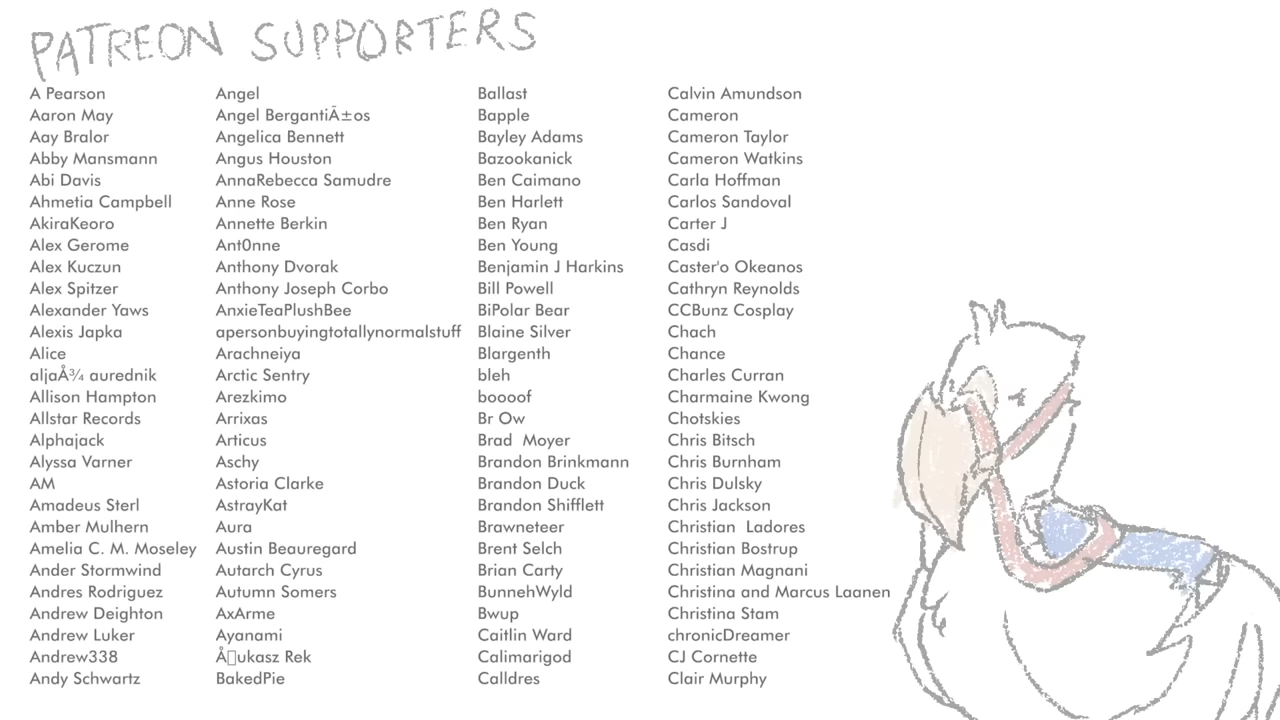 PATREON SUPPORTERS
A Pearson
Aaron May
Aay Bralor
Abby Mansmann
Abi Davis
Ahmetia Campbell
AkiraKeoro
Alex Gerome
Alex Kuczun
Alex Spitzer
Alexander Yaws
Alexis Japka
Alice
aljaÅ¾ aurednik
Allison Hampton
Allstar Records
Alphajack
Alyssa Varner
AM
Amadeus Sterl
Amber Mulhern
Amelia C. M. Moseley
Ander Stormwind
Andres Rodriguez
Andrew Deighton
Andrew Luker
Andrew338
Andy Schwartz
Angel
Angel BergantiÃ±os
Angelica Bennett
Angus Houston
AnnaRebecca Samudre
Anne Rose
Annette Berkin
Ant0nne
Anthony Dvorak
Anthony Joseph Corbo
AnxieTeaPlushBee
apersonbuyingtotallynormalstuff
Arachneiya
Arctic Sentry
Arezkimo
Arrixas
Articus
Aschy
Astoria Clarke
AstrayKat
Aura
Austin Beauregard
Autarch Cyrus
Autumn Somers
AxArme
Ayanami
Å▯ukasz Rek
BakedPie
Ballast
Bapple
Bayley Adams
Bazookanick
Ben Caimano
Ben Harlett
Ben Ryan
Ben Young
Benjamin J Harkins
Bill Powell
BiPolar Bear
Blaine Silver
Blargenth
bleh
boooof
Br Ow
Brad  Moyer
Brandon Brinkmann
Brandon Duck
Brandon Shifflett
Brawneteer
Brent Selch
Brian Carty
BunnehWyld
Bwup
Caitlin Ward
Calimarigod
Calldres
Calvin Amundson
Cameron
Cameron Taylor
Cameron Watkins
Carla Hoffman
Carlos Sandoval
Carter J
Casdi
Caster'o Okeanos
Cathryn Reynolds
CCBunz Cosplay
Chach
Chance
Charles Curran
Charmaine Kwong
Chotskies
Chris Bitsch
Chris Burnham
Chris Dulsky
Chris Jackson
Christian  Ladores
Christian Bostrup
Christian Magnani
Christina and Marcus Laanen
Christina Stam
chronicDreamer
CJ Cornette
Clair Murphy